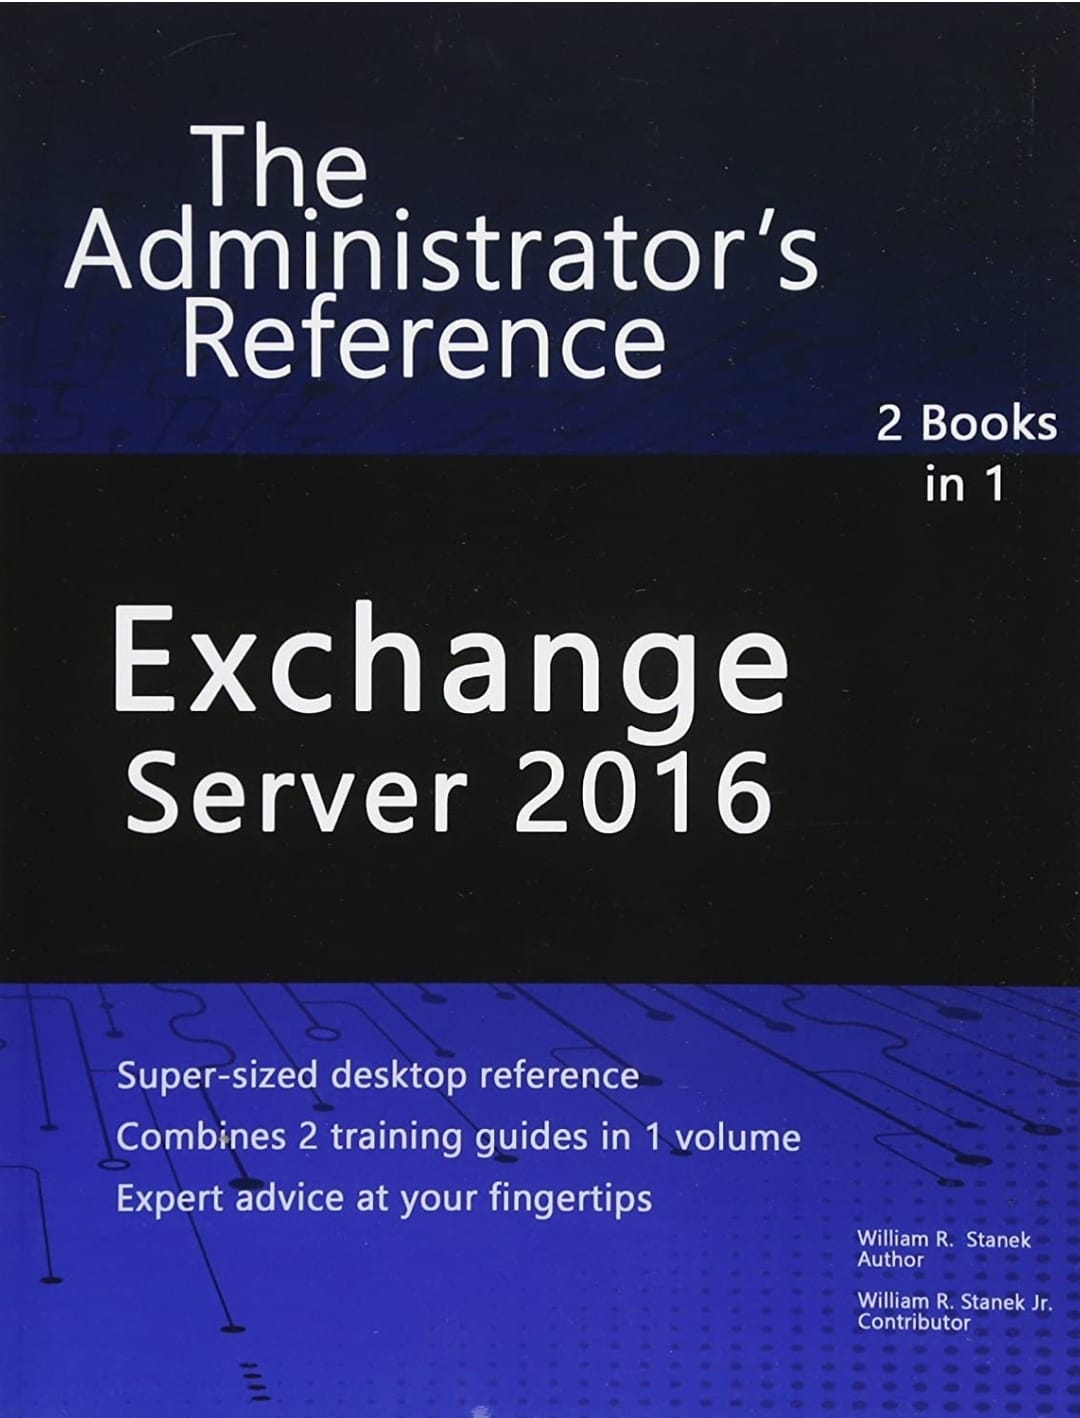 The
Administrator's
Reference
2 Books
in 1
Exchange
Server 2016
Super-sized desktop reference
Combines 2 training guides in 1 volume
Expert advice at your fingertips
William R. Stanek
Author
William R. Stanek Jr.
Contributor